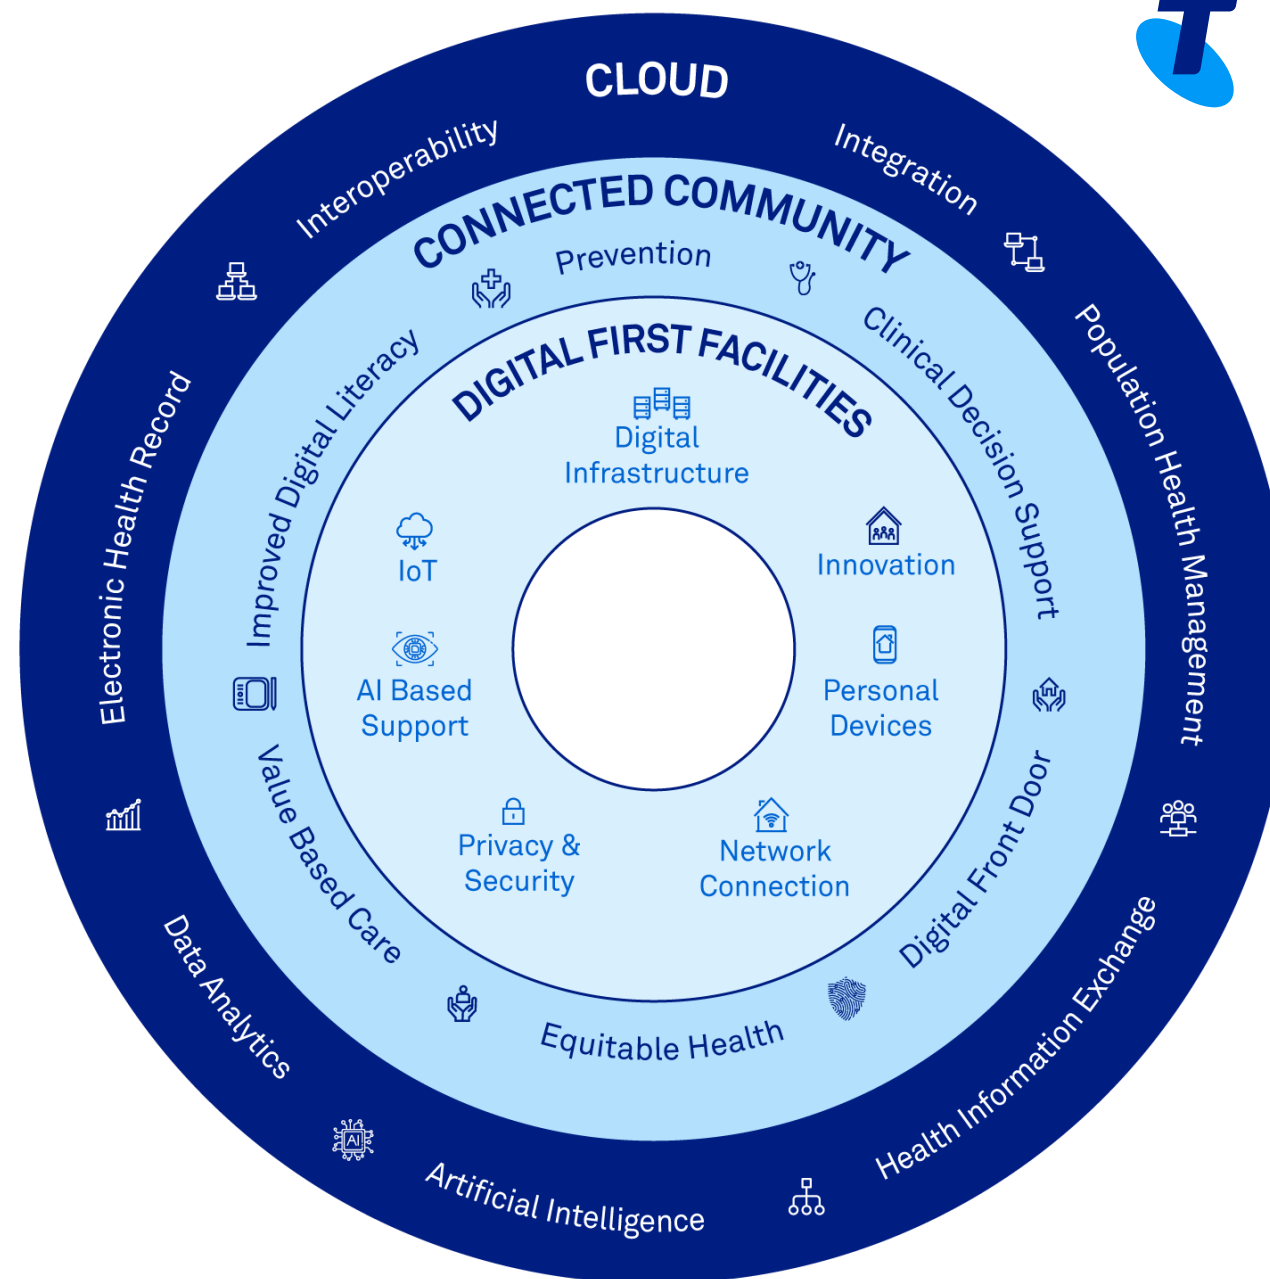 CLOUD
Interoperability
Integration
Population Health Management
Health Information Exchange
Artificial Intelligence
Data Analytics
Electronic Health Record
CONNECTED COMMUNITY
Prevention
Clinical Decision Support
Digital Front Door
Equitable Health
Value Based Care
Improved Digital Literacy
DIGITAL FIRST FACILITIES
Digital
Infrastructure
Innovation
Personal
Devices
Network
Connection
Privacy &
Security
AI Based
Support
IoT
AI
T